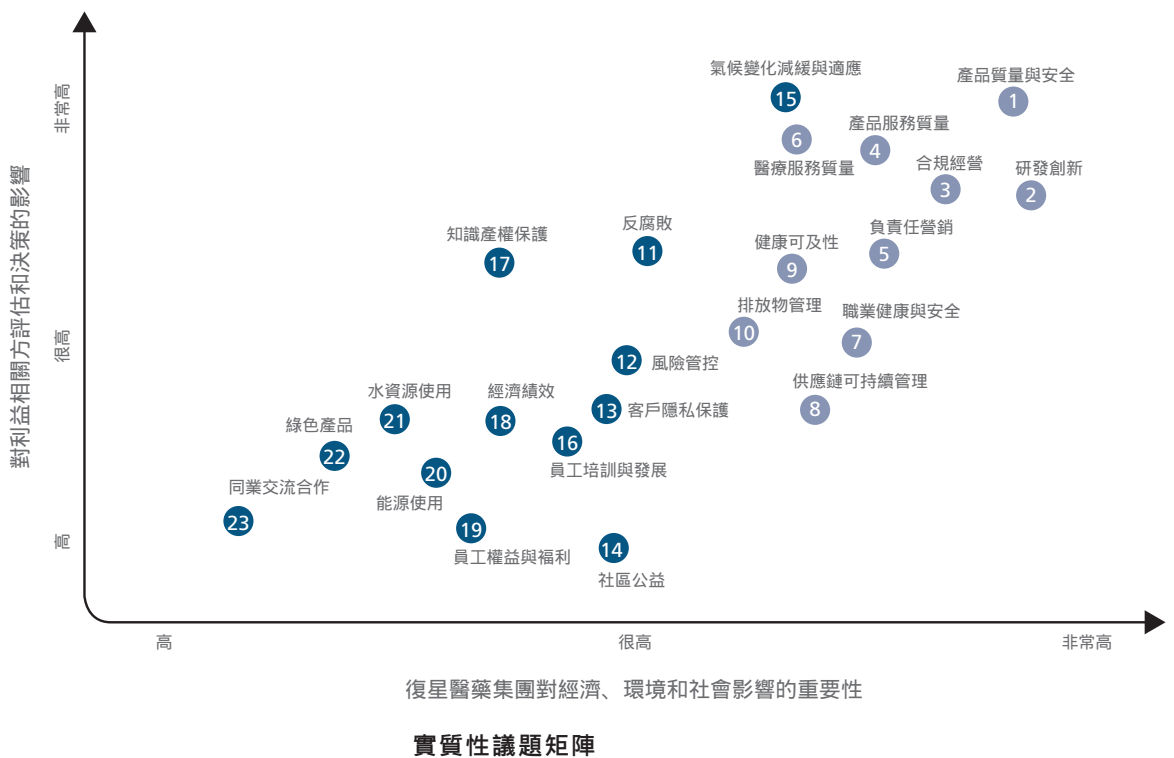 氣候變化減緩與適應
產品質量與安全
15
1
非常高
產品服務質量
6
4
醫療服務質量
合規經營
研發創新
3
2
對利益相關方評估和決策的影響
反腐敗
負責任營銷
知識產權保護
健康可及性
11
5
17
9
排放物管理
職業健康與安全
10
7
很高
12
風險管控
供應鏈可持續管理
水資源使用
經濟績效
13
客戶隱私保護
8
21
18
綠色產品
16
22
員工培訓與發展
20
同業交流合作
能源使用
23
19
高
14
員工權益與福利
社區公益
高
很高
非常高
復星醫藥集團對經濟、環境和社會影響的重要性
實質性議題矩陣